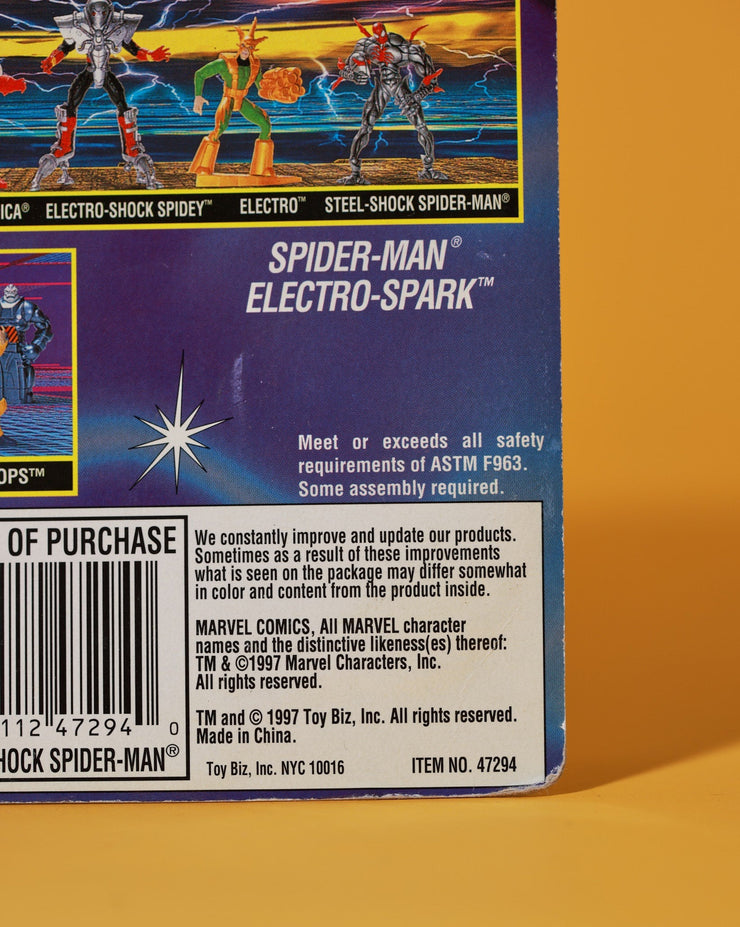 ICA® ELECTRO-SHOCK SPIDEY™ ELECTRO™ STEEL-SHOCK SPIDER-MAN®
SPIDER-MAN®
ELECTRO-SPARK™
Meet or exceeds all safety
requirements of ASTM F963.
Some assembly required.
OPS™
OF PURCHASE
112 47294 0
HOCK SPIDER-MAN®
We constantly improve and update our products.
Sometimes as a result of these improvements
what is seen on the package may differ somewhat
in color and content from the product inside.
MARVEL COMICS, All MARVEL character
names and the distinctive likeness(es) thereof:
TM & ©1997 Marvel Characters, Inc.
All rights reserved.
TM and © 1997 Toy Biz, Inc. All rights reserved.
Made in China.
Toy Biz, Inc. NYC 10016 ITEM NO. 47294